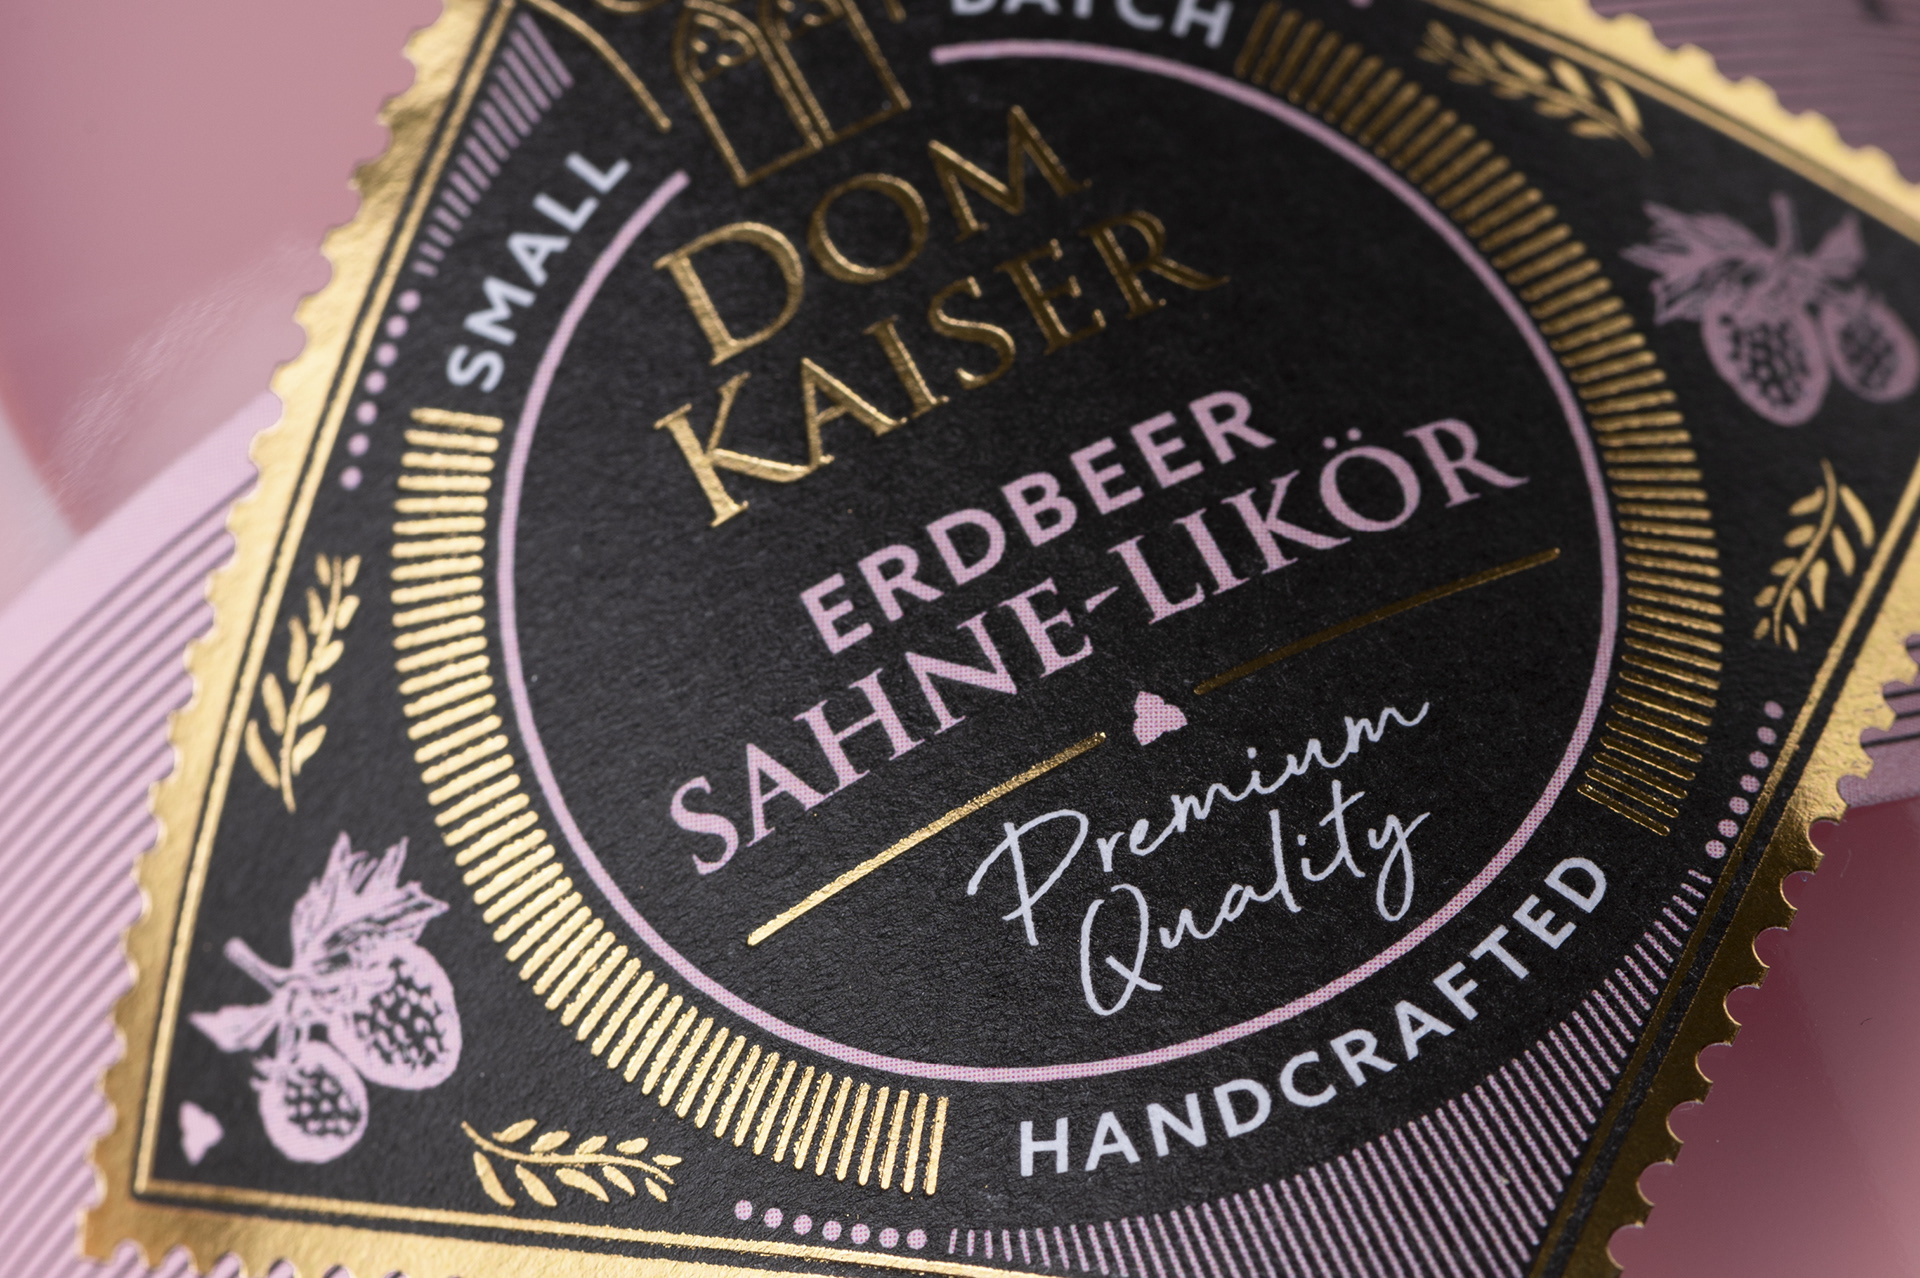 SMALL BATCH
DOM
KAISER
ERDBEER
SAHNE-LIKÖR
Premium
Quality
HANDCRAFTED